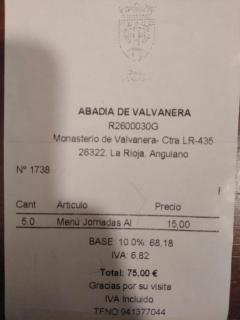 ABADIA DE VALVANERA
R2600030G
Monasterio de Valvanera- Ctra LR-435
26322, La Rioja, Anguiano
Nº 1738
Cant Articulo Precio
5.0 Menú Jornadas Al 15,00
BASE: 10.0% 68,18
IVA: 6,82
Total: 75,00 €
Gracias por su visita
IVA Incluido
TFNO 941377044